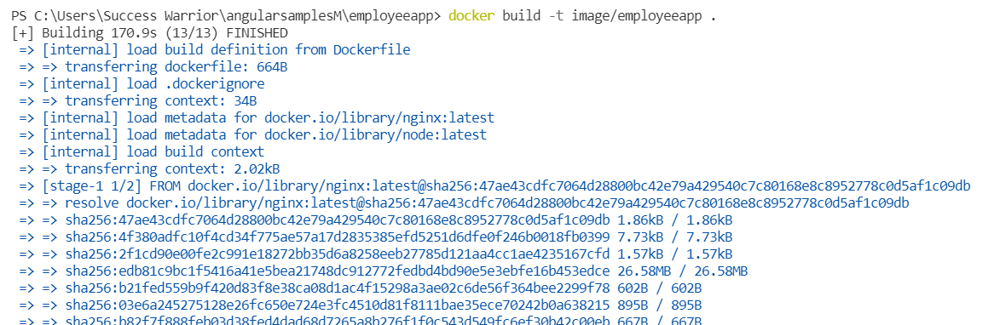 PS C:\Users\Success Warrior\angularsamplesM\employeeapp> docker build -t image/employeeapp .
[+] Building 170.9s (13/13) FINISHED
=> [internal] load build definition from Dockerfile
=> => transferring dockerfile: 664B
=> [internal] load .dockerignore
=> => transferring context: 34B
=> [internal] load metadata for docker.io/library/nginx:latest
=> [internal] load metadata for docker.io/library/node:latest
=> [internal] load build context
=> => transferring context: 2.02kB
=> [stage-1 1/2] FROM docker.io/library/nginx:latest@sha256:47ae43cdfc7064d28800bc42e79a429540c7c80168e8c8952778c0d5af1c09db
=> => resolve docker.io/library/nginx:latest@sha256:47ae43cdfc7064d28800bc42e79a429540c7c80168e8c8952778c0d5af1c09db
=> => sha256:47ae43cdfc7064d28800bc42e79a429540c7c80168e8c8952778c0d5af1c09db 1.86kB / 1.86kB
=> => sha256:4f380adfc10f4cd34f775ae57a17d2835385efd5251d6dfe0f246b0018fb0399 7.73kB / 7.73kB
=> => sha256:2f1cd90e00fe2c991e18272bb35d6a8258eeb27785d121aa4cc1ae4235167cfd 1.57kB / 1.57kB
=> => sha256:edb81c9bc1f5416a41e5bea21748dc912772fedbd4bd90e5e3ebfe16b453edce 26.58MB / 26.58MB
=> => sha256:b21fed559b9f420d83f8e38ca08d1ac4f15298a3ae02c6de56f364bee2299f78 602B / 602B
=> => sha256:03e6a245275128e26fc650e724e3fc4510d81f8111bae35ece70242b0a638215 895B / 895B
=> => sha256:b82f7f888feb03d38fed4dad68d7265a8b276f1f0c543d549fc6ef30b42c00eb 667B / 667B